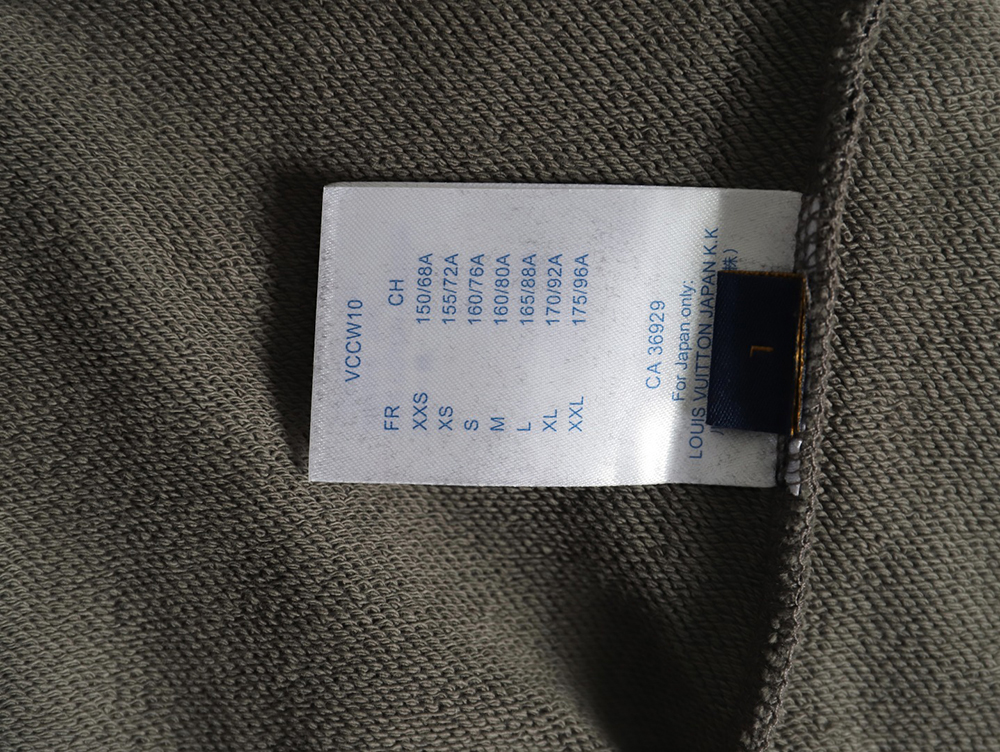 VCCW10
FR CH
XXS 150/68A
XS 155/72A
S 160/76A
M 160/80A
L 165/88A
XL 170/92A
XXL 175/96A
CA 36929
For Japan only:
LOUIS VUITTON JAPAN K.K
株)
L